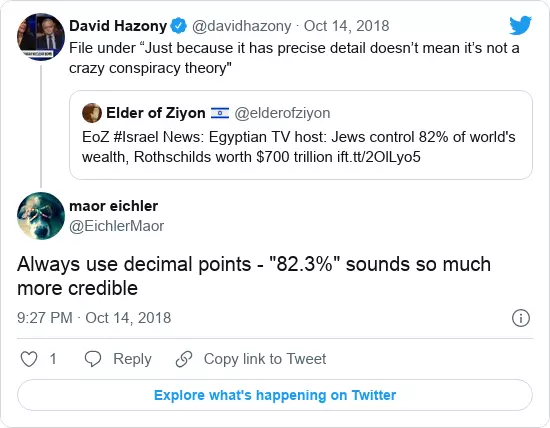 David Hazony @davidhazony · Oct 14, 2018
File under “Just because it has precise detail doesn’t mean it’s not a
crazy conspiracy theory"
Elder of Ziyon 🇮🇱 @elderofziyon
EoZ #Israel News: Egyptian TV host: Jews control 82% of world's
wealth, Rothschilds worth $700 trillion ift.tt/2OlLyo5
maor eichler
@EichlerMaor
Always use decimal points - "82.3%" sounds so much
more credible
9:27 PM · Oct 14, 2018
1 Reply Copy link to Tweet
Explore what's happening on Twitter